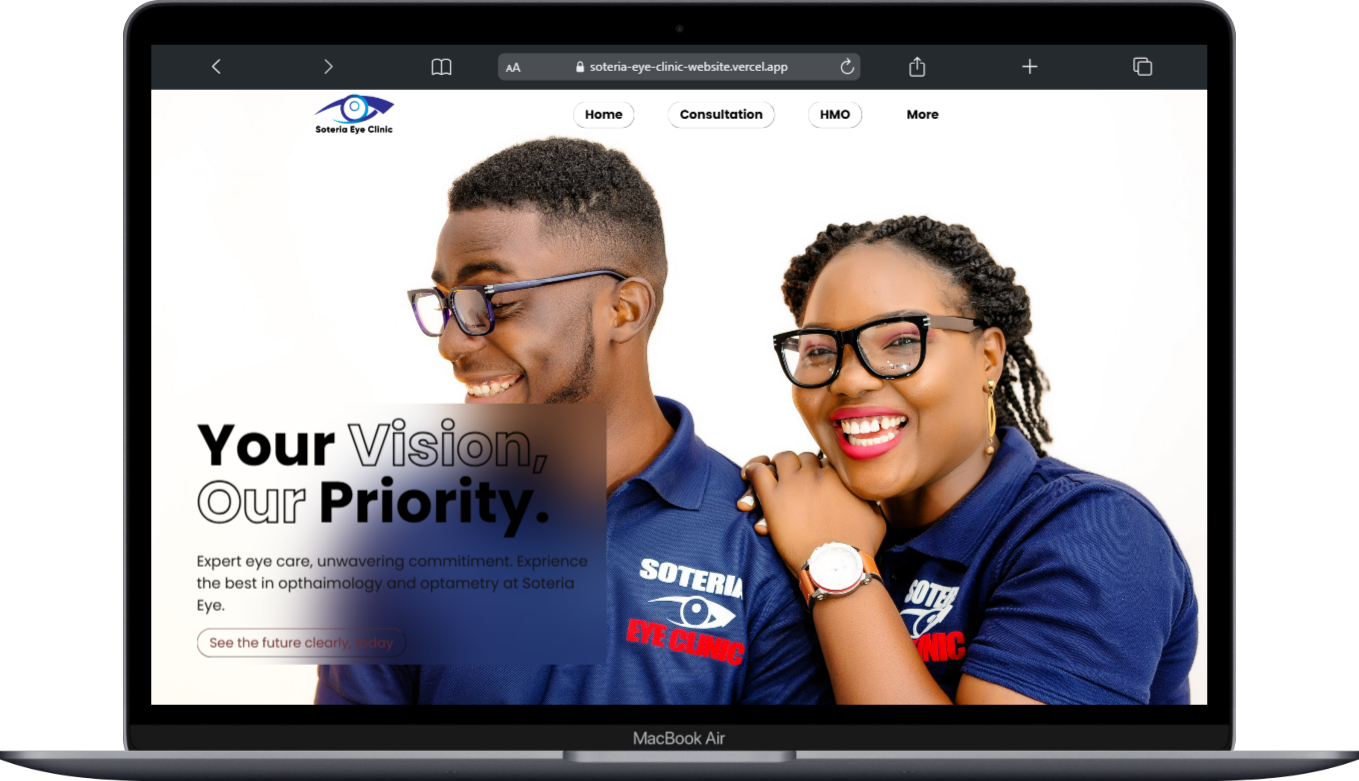 AA
soteria-eye-clinic-website.vercel.app
Soteria Eye Clinic
Home
Consultation
HMO
More
Your Vision,
Our Priority.
Expert eye care, unwavering commitiment. Exprience
the best in opthaimology and optametry at Soteria
Eye.
See the future clearly, today
SOTERIA
EYE CLINIC
SOTER
NIC
MacBook Air